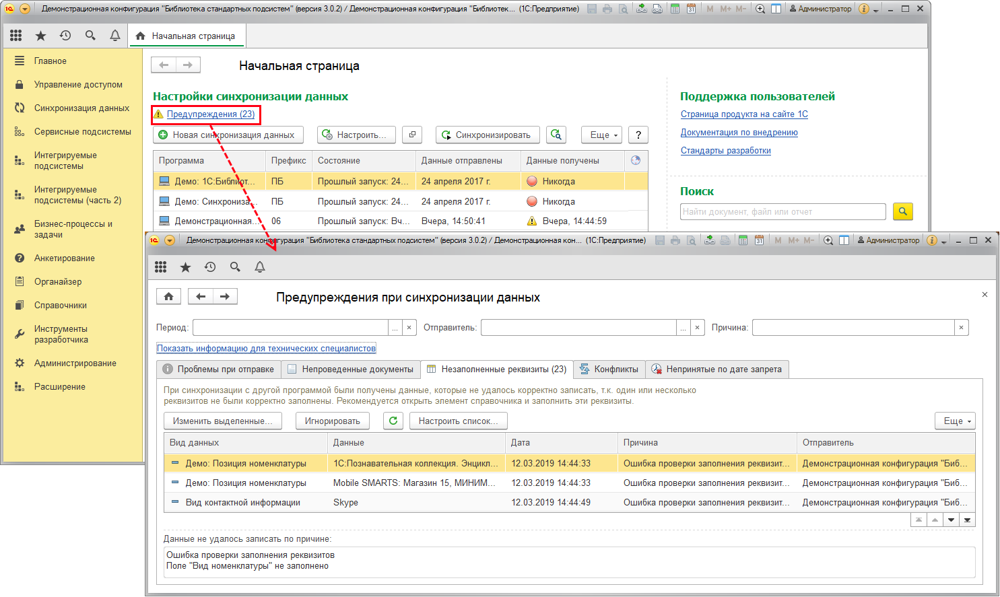 Демонстрационная конфигурация "Библиотека стандартных подсистем" (версия 3.0.2) / Демонстрационная конфигурация "Библиотек... (1С:Предприятие)
M M+ M- Администратор
Начальная страница
Главное
Управление доступом
Синхронизация данных
Сервисные подсистемы
Интегрируемые
подсистемы
Интегрируемые
подсистемы (часть 2)
Бизнес-процессы и
задачи
Анкетирование
Органайзер
Справочники
Инструменты
разработчика
Администрирование
Расширение
Начальная страница
Настройки синхронизации данных
Предупреждения (23)
Новая синхронизация данных Настроить... Синхронизировать Еще ?
Программа Префикс Состояние Данные отправлены Данные получены
Демо: 1С:Библиот... ПБ Прошлый запуск: 24... 24 апреля 2017 г. Никогда
Демо: Синхрониза... ПБ Прошлый запуск: 24... 24 апреля 2017 г. Никогда
Демонстрационная... 06 Прошлый запуск: Вч... Вчера, 14:50:41 Вчера, 14:44:59
Поддержка пользователей
Страница продукта на сайте 1С
Документация по внедрению
Стандарты разработки
Поиск
Найти документ, файл или отчет
Демонстрационная конфигурация "Библиотека стандартных подсистем" (версия 3.0.2) / Демонстрационная кон... (1С:Предприятие)
M M+ M- Администратор
Предупреждения при синхронизации данных
Период: ... × Отправитель: ... × Причина: ×
Показать информацию для технических специалистов
Проблемы при отправке Непроведенные документы Незаполненные реквизиты (23) Конфликты Непринятые по дате запрета
При синхронизации с другой программой были получены данные, которые не удалось корректно записать, т.к. один или несколько
реквизитов не были корректно заполнены. Рекомендуется открыть элемент справочника и заполнить эти реквизиты.
Изменить выделенные... Игнорировать Настроить список... Еще
Вид данных Данные Дата Причина Отправитель
Демо: Позиция номенклатуры 1С:Познавательная коллекция. Энцикл... 12.03.2019 14:44:33 Ошибка проверки заполнения реквизит... Демонстрационная конфигурация "Биб...
Демо: Позиция номенклатуры Mobile SMARTS: Магазин 15, МИНИМ... 12.03.2019 14:44:33 Ошибка проверки заполнения реквизит... Демонстрационная конфигурация "Биб...
Вид контактной информации Skype 12.03.2019 14:44:49 Ошибка проверки заполнения реквизит... Демонстрационная конфигурация "Биб...
Данные не удалось записать по причине:
Ошибка проверки заполнения реквизитов
Поле "Вид номенклатуры" не заполнено